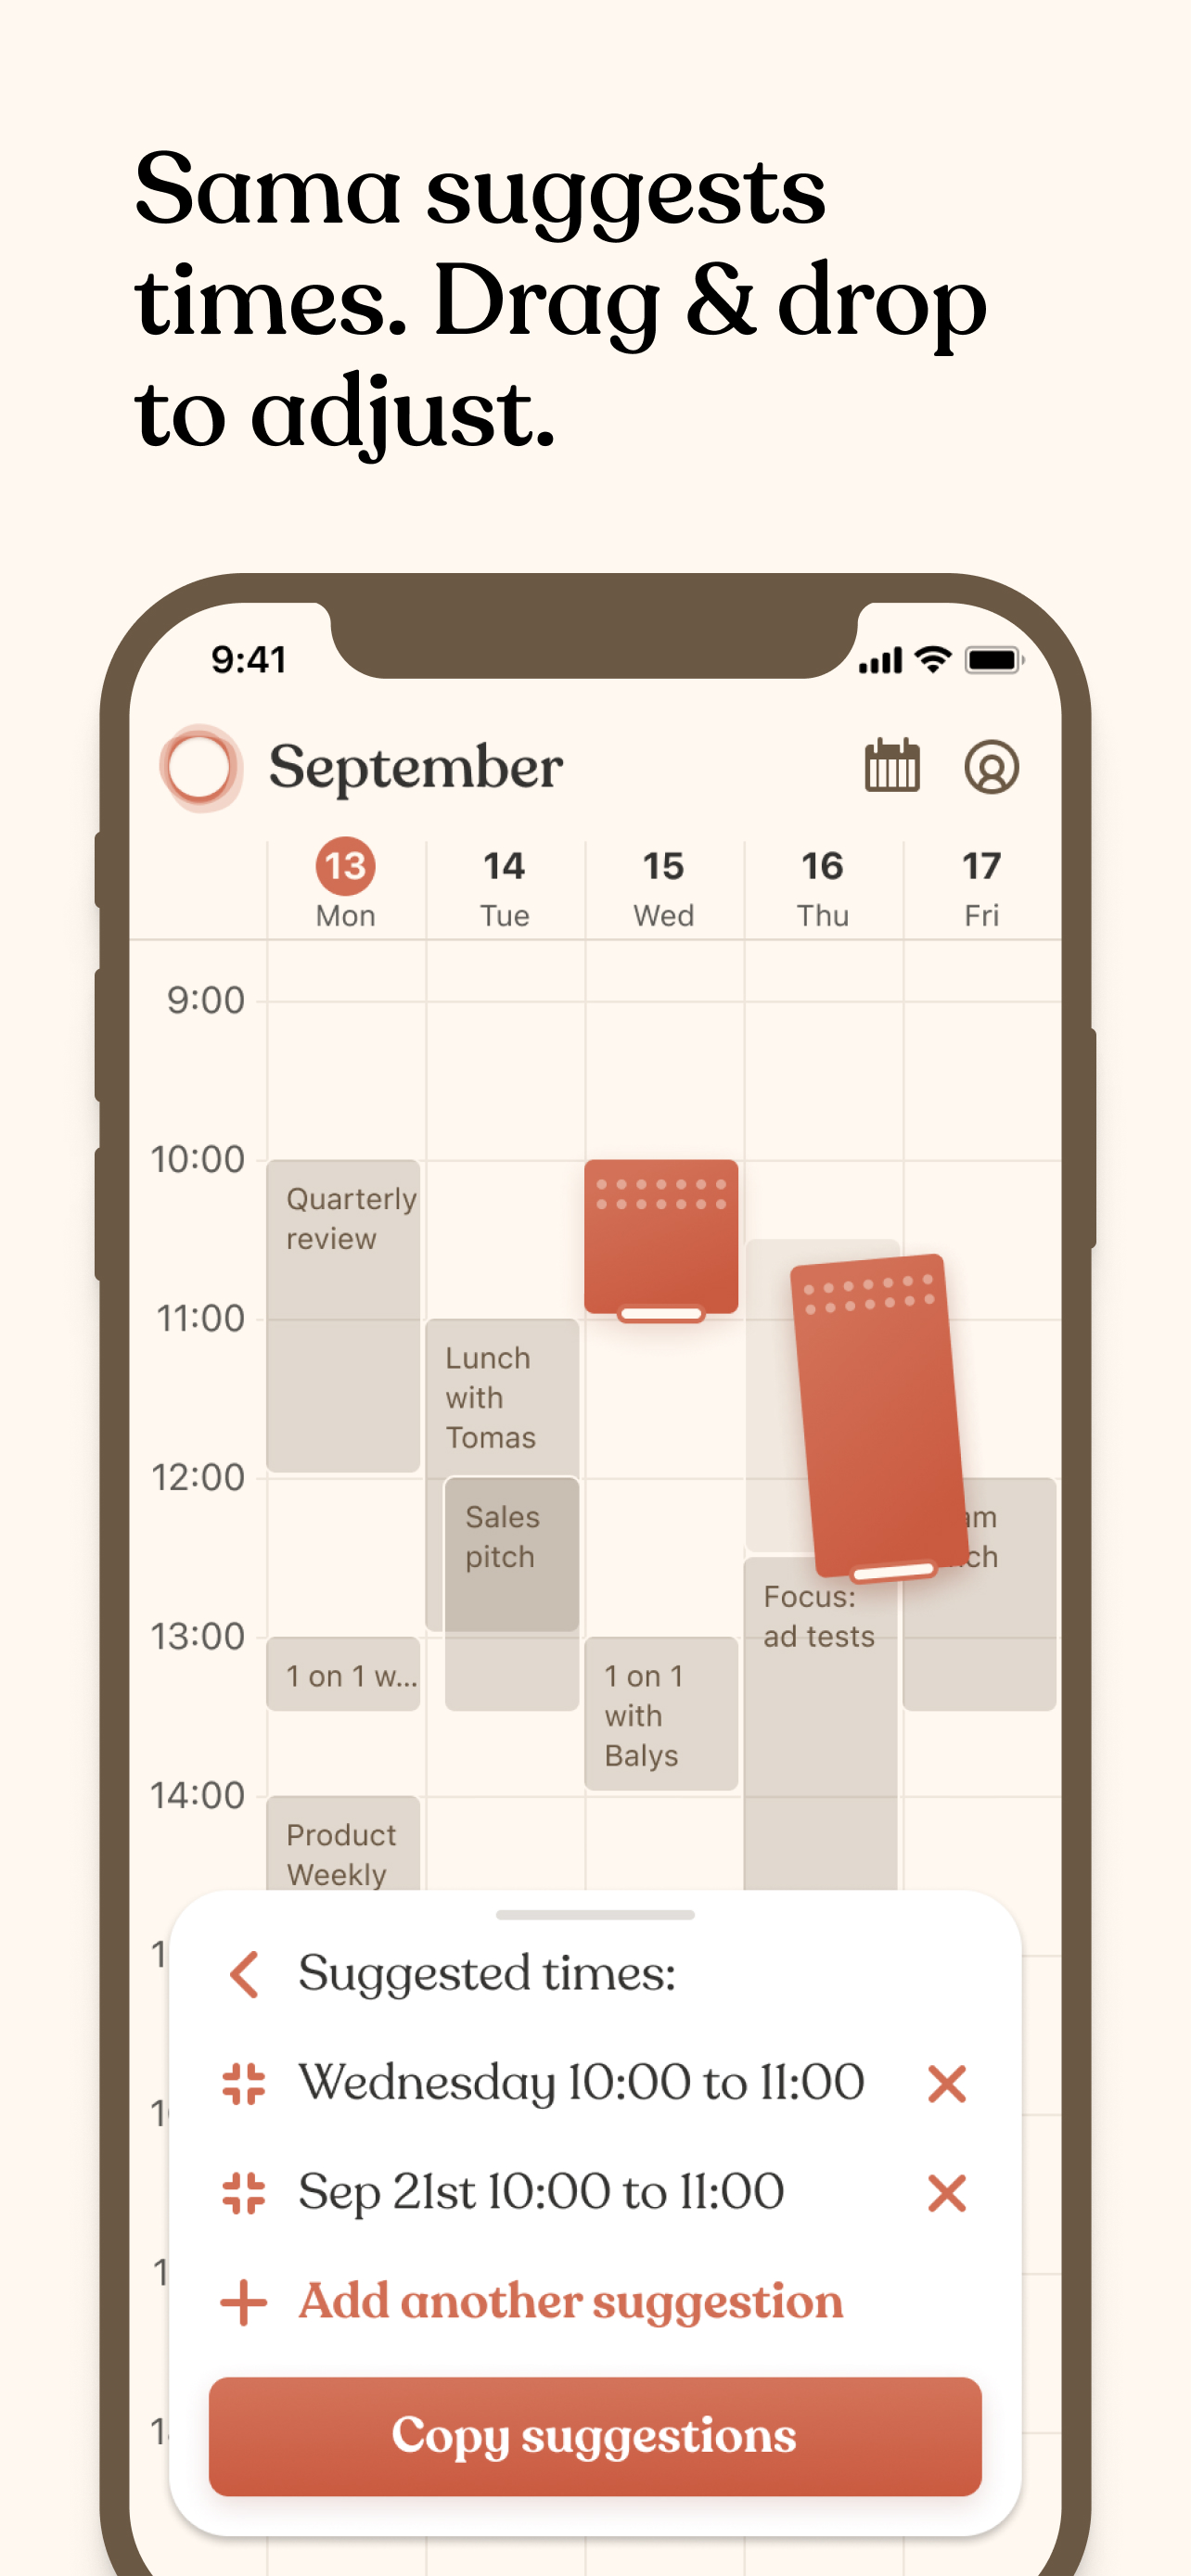 Sama suggests
times. Drag & drop
to adjust.
9:41
September
13
Mon
14
Tue
15
Wed
16
Thu
17
Fri
9:00
10:00
Quarterly
review
11:00
Lunch
with
Tomas
12:00
Sales
pitch
Focus:
ad tests
13:00
1 on 1 w...
1 on 1
with
Balys
14:00
Product
Weekly
Suggested times:
Wednesday 10:00 to 11:00
Sep 21st 10:00 to 11:00
Add another suggestion
Copy suggestions